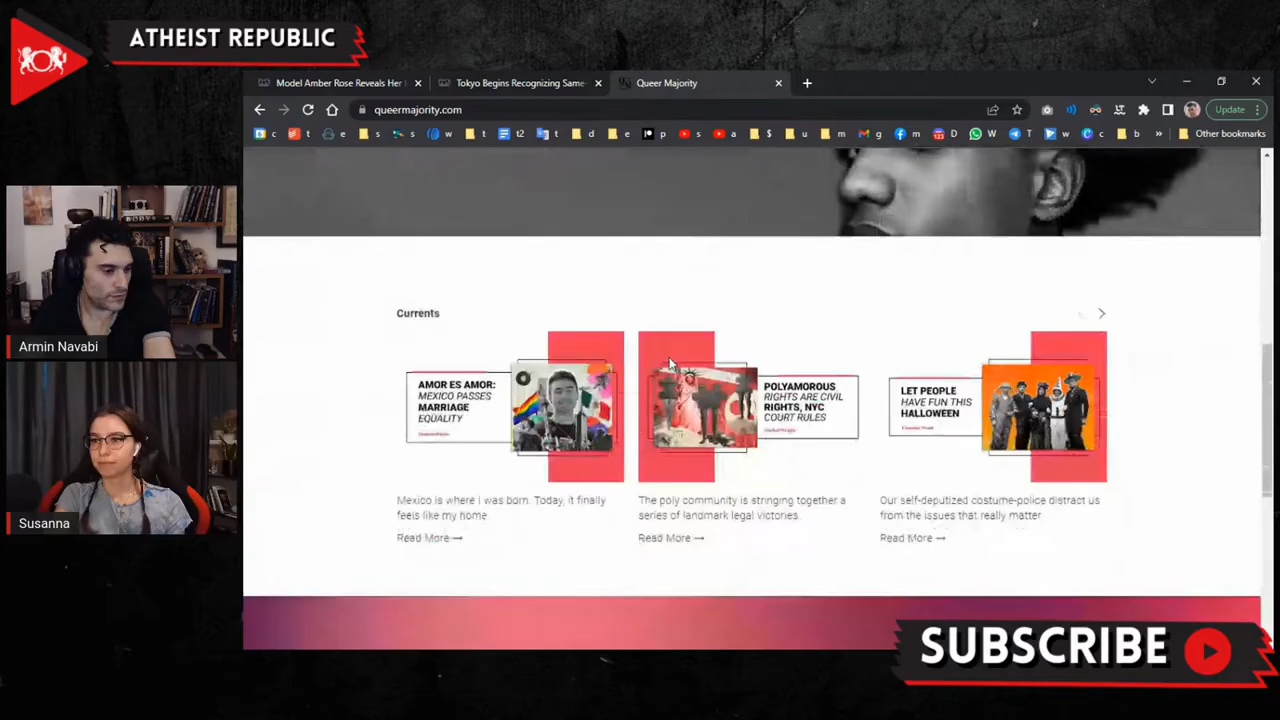 ATHEIST REPUBLIC
Model Amber Rose Reveals Her
Tokyo Begins Recognizing Same-
Queer Majority
queermajority.com
Update
c t e s s w t t2 t d e p s a $ u m g m D W T w c b » Other bookmarks
Armin Navabi
Susanna
Currents
AMOR ES AMOR:
MEXICO PASSES
MARRIAGE
EQUALITY
POLYAMOROUS
RIGHTS ARE CIVIL
RIGHTS, NYC
COURT RULES
LET PEOPLE
HAVE FUN THIS
HALLOWEEN
Mexico is where I was born. Today, it finally
feels like my home
Read More →
The poly community is stringing together a
series of landmark legal victories.
Read More →
Our self-deputized costume-police distract us
from the issues that really matter
Read More →
SUBSCRIBE